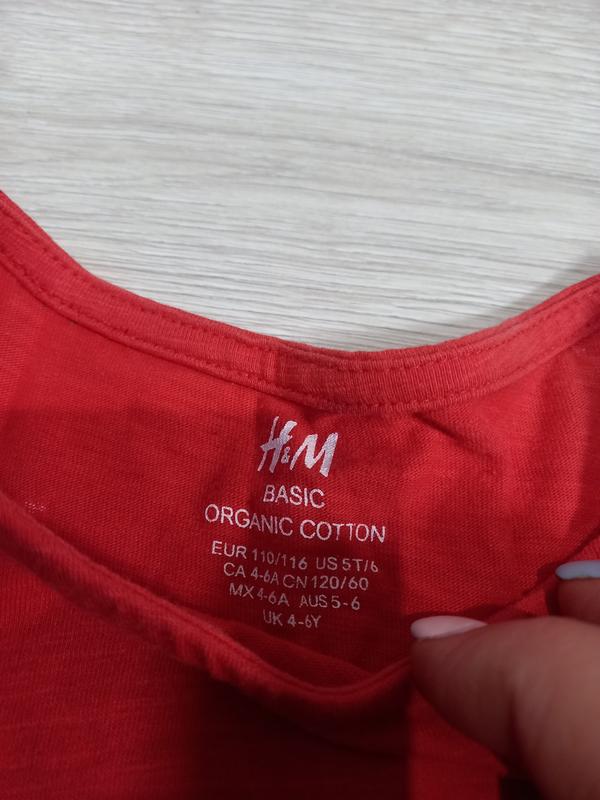 H&M
BASIC
ORGANIC COTTON
EUR 110/116 US 5T/6
CA 4-6A CN 120/60
MX 4-6A AUS 5-6
UK 4-6Y